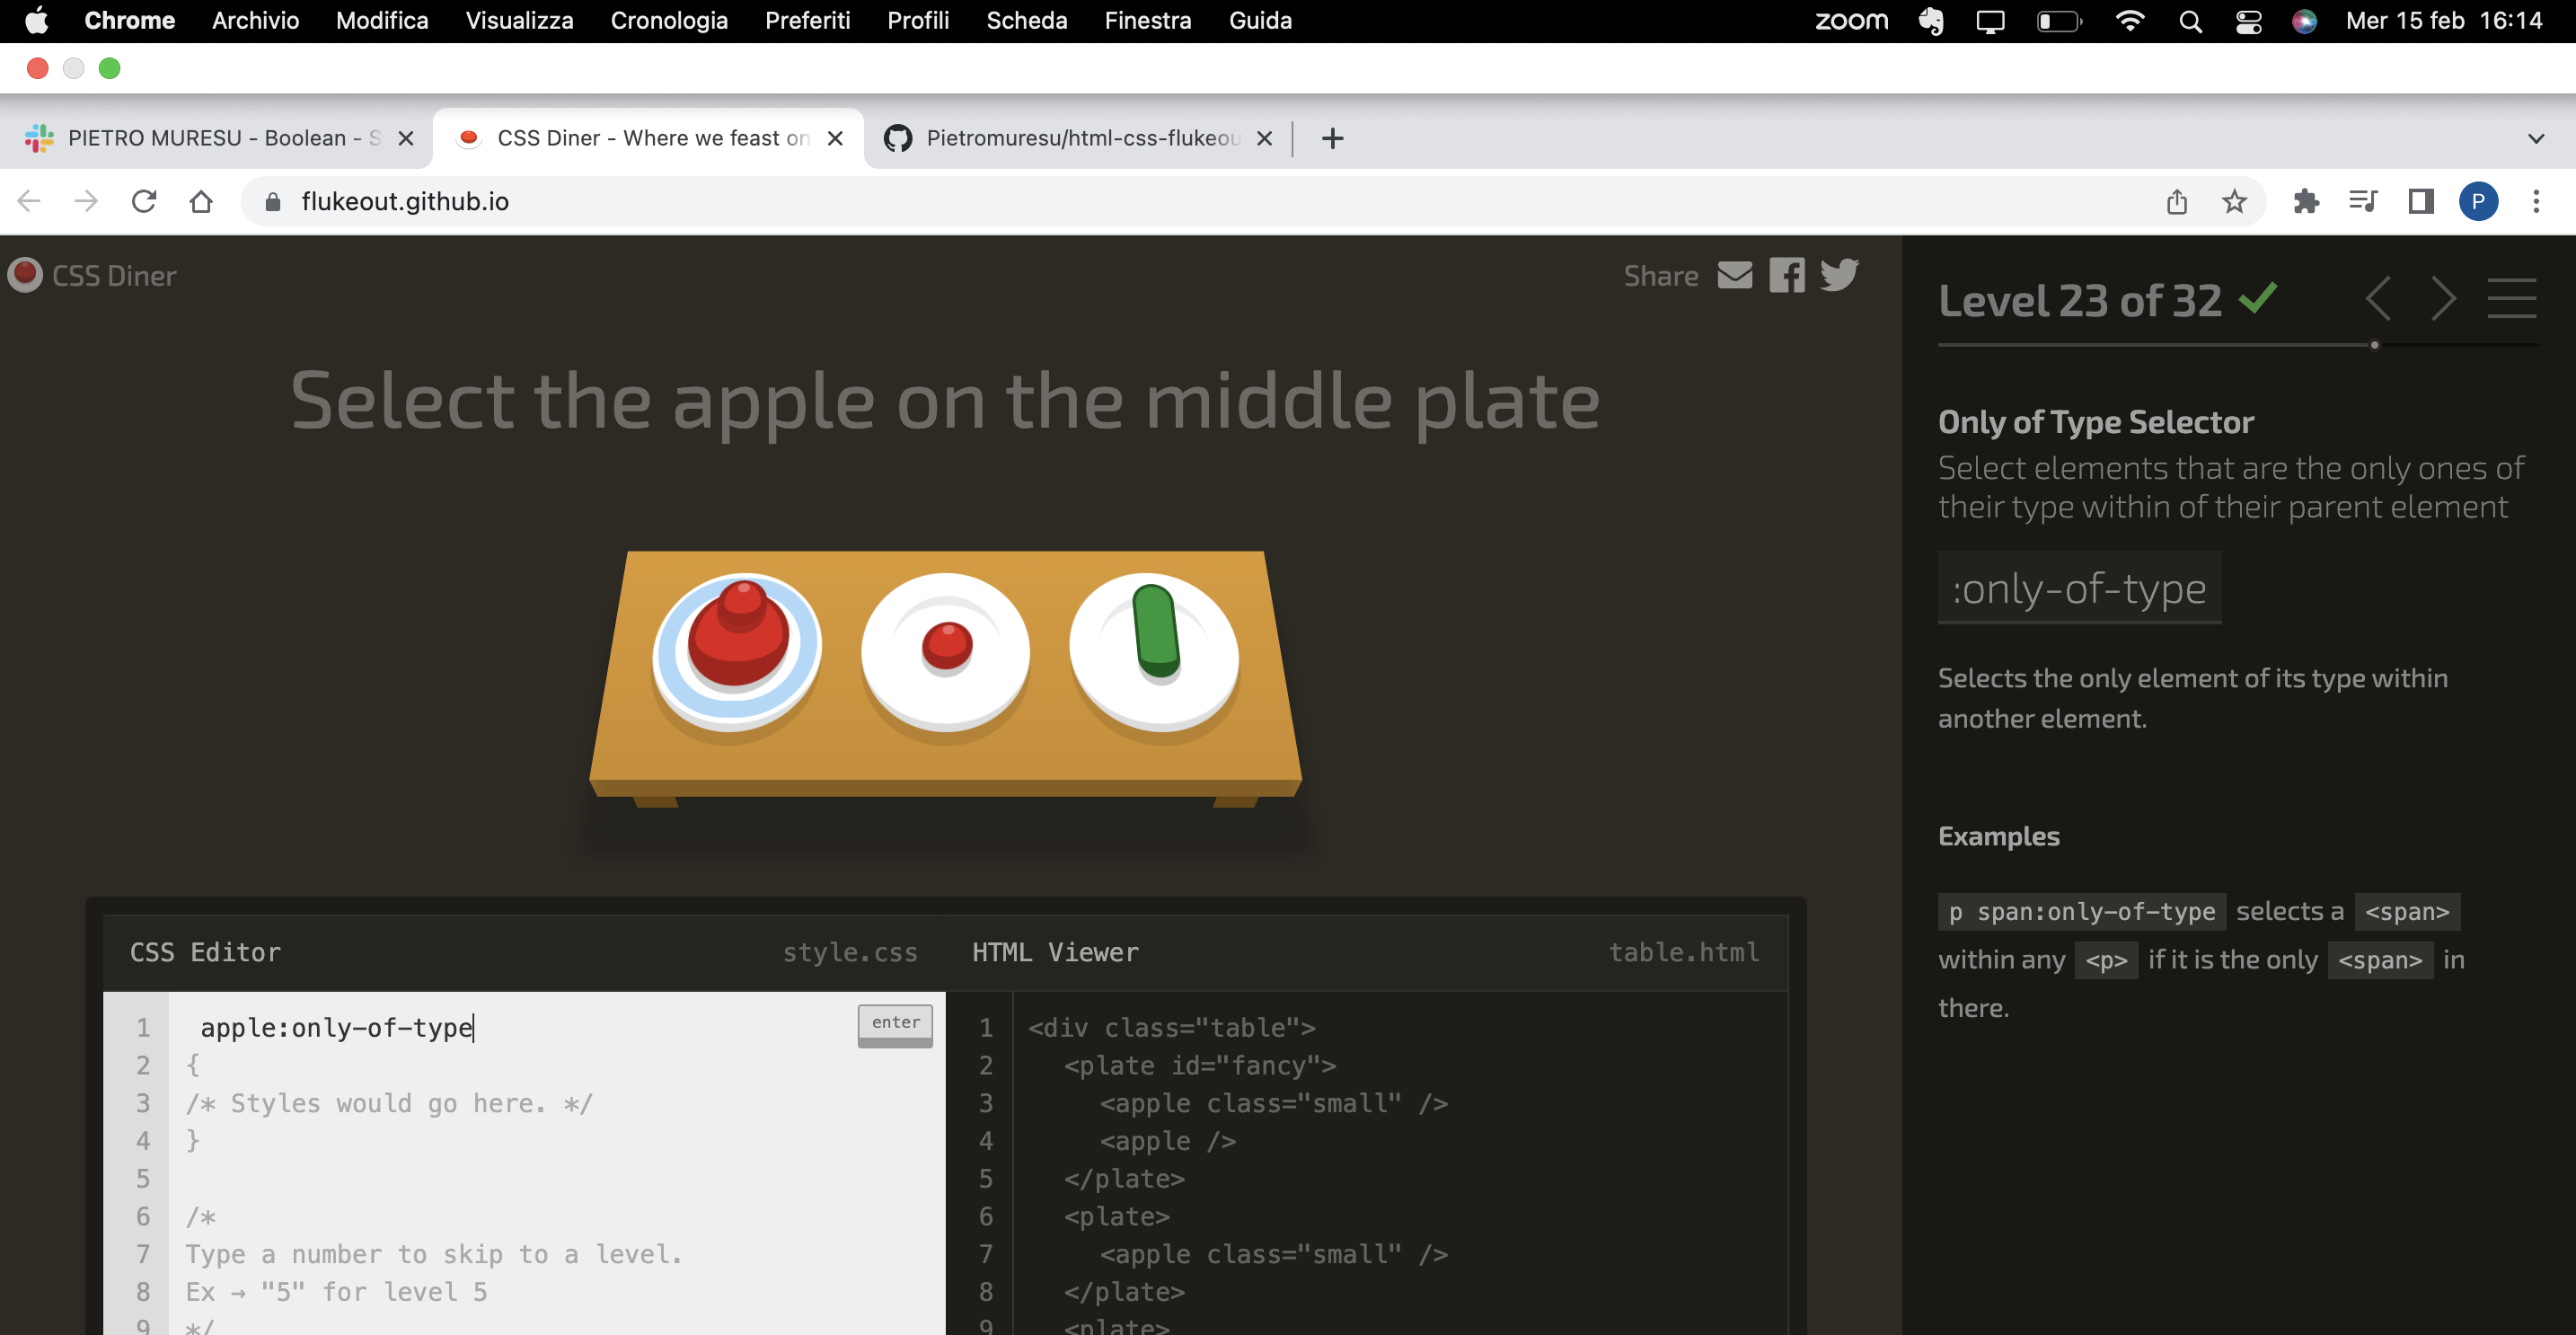 Chrome Archivio Modifica Visualizza Cronologia Preferiti Profili Scheda Finestra Guida zoom Mer 15 feb 16:14
PIETRO MURESU - Boolean - S CSS Diner - Where we feast on Pietromuresu/html-css-flukeou
flukeout.github.io P
CSS Diner Share
Select the apple on the middle plate
CSS Editor style.css
1 apple:only-of-type enter
2 {
3 /* Styles would go here. */
4 }
5
6 /*
7 Type a number to skip to a level.
8 Ex → "5" for level 5
9 */
HTML Viewer table.html
1 <div class="table">
2 <plate id="fancy">
3 <apple class="small" />
4 <apple />
5 </plate>
6 <plate>
7 <apple class="small" />
8 </plate>
9 <plate>
Level 23 of 32
Only of Type Selector
Select elements that are the only ones of
their type within of their parent element
:only-of-type
Selects the only element of its type within
another element.
Examples
p span:only-of-type selects a <span>
within any <p> if it is the only <span> in
there.